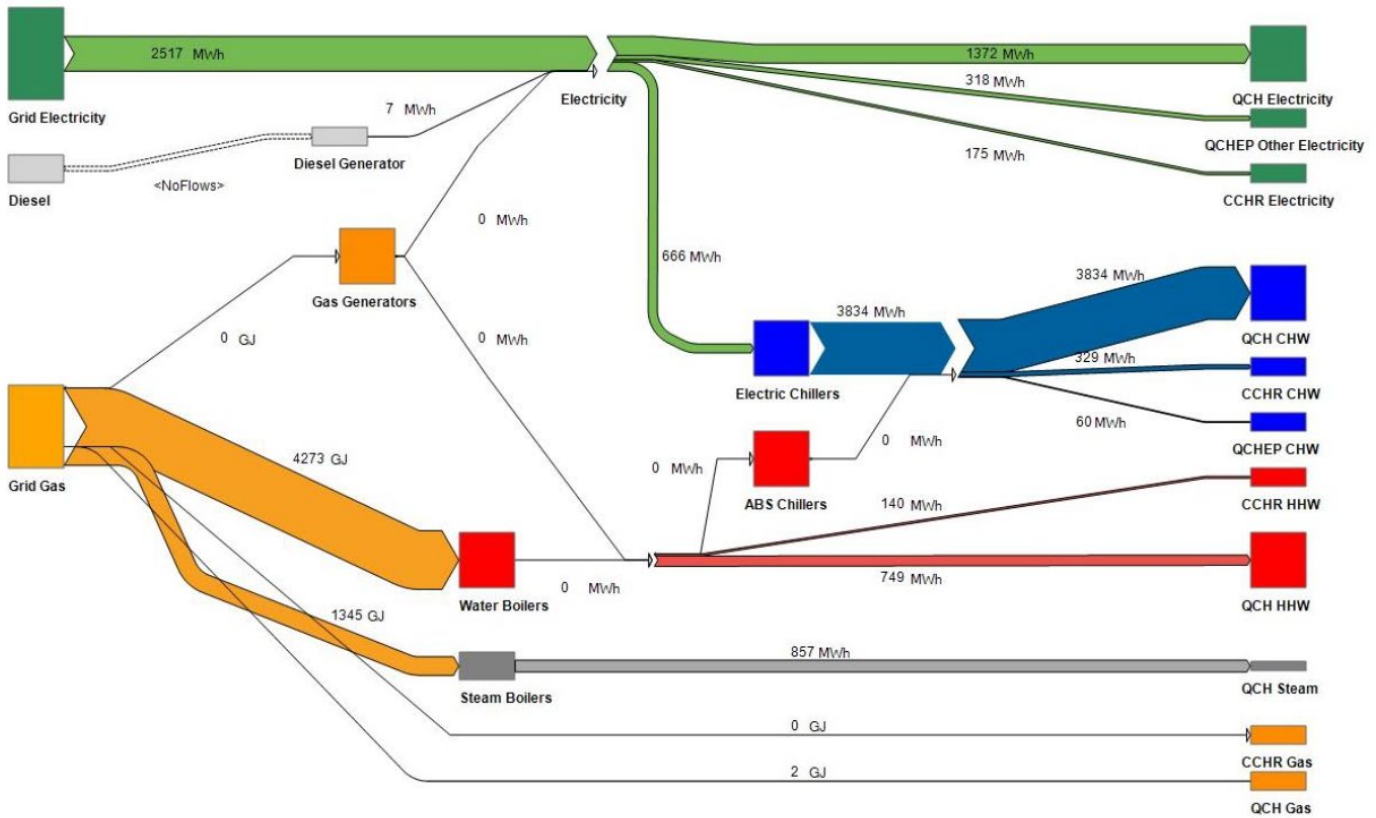 2517 MWh
1372 MWh
318 MWh
Grid Electricity
7 MWh
Electricity
QCH Electricity
Diesel Generator
175 MWh
QCHEP Other Electricity
Diesel
<NoFlows>
CCHR Electricity
0 MWh
666 MWh
Gas Generators
3834 MWh
3834 MWh
0 GJ
0 MWh
QCH CHW
329 MWh
Electric Chillers
CCHR CHW
60 MWh
QCHEP CHW
4273 GJ
0 MWh
0 MWh
Grid Gas
ABS Chillers
140 MWh
CCHR HHW
749 MWh
0 MWh
Water Boilers
QCH HHW
1345 GJ
857 MWh
Steam Boilers
QCH Steam
0 GJ
CCHR Gas
2 GJ
QCH Gas